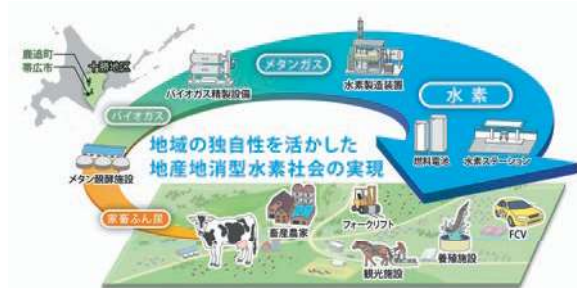 鹿追町
帯広市
十勝地区
バイオガス精製設備
メタンガス
水素製造装置
水素
バイオガス
地域の独自性を活かした
地産地消型水素社会の実現
燃料電池
水素ステーション
メタン醗酵施設
家畜ふん尿
畜産農家
フォークリフト
観光施設
養殖施設
FCV